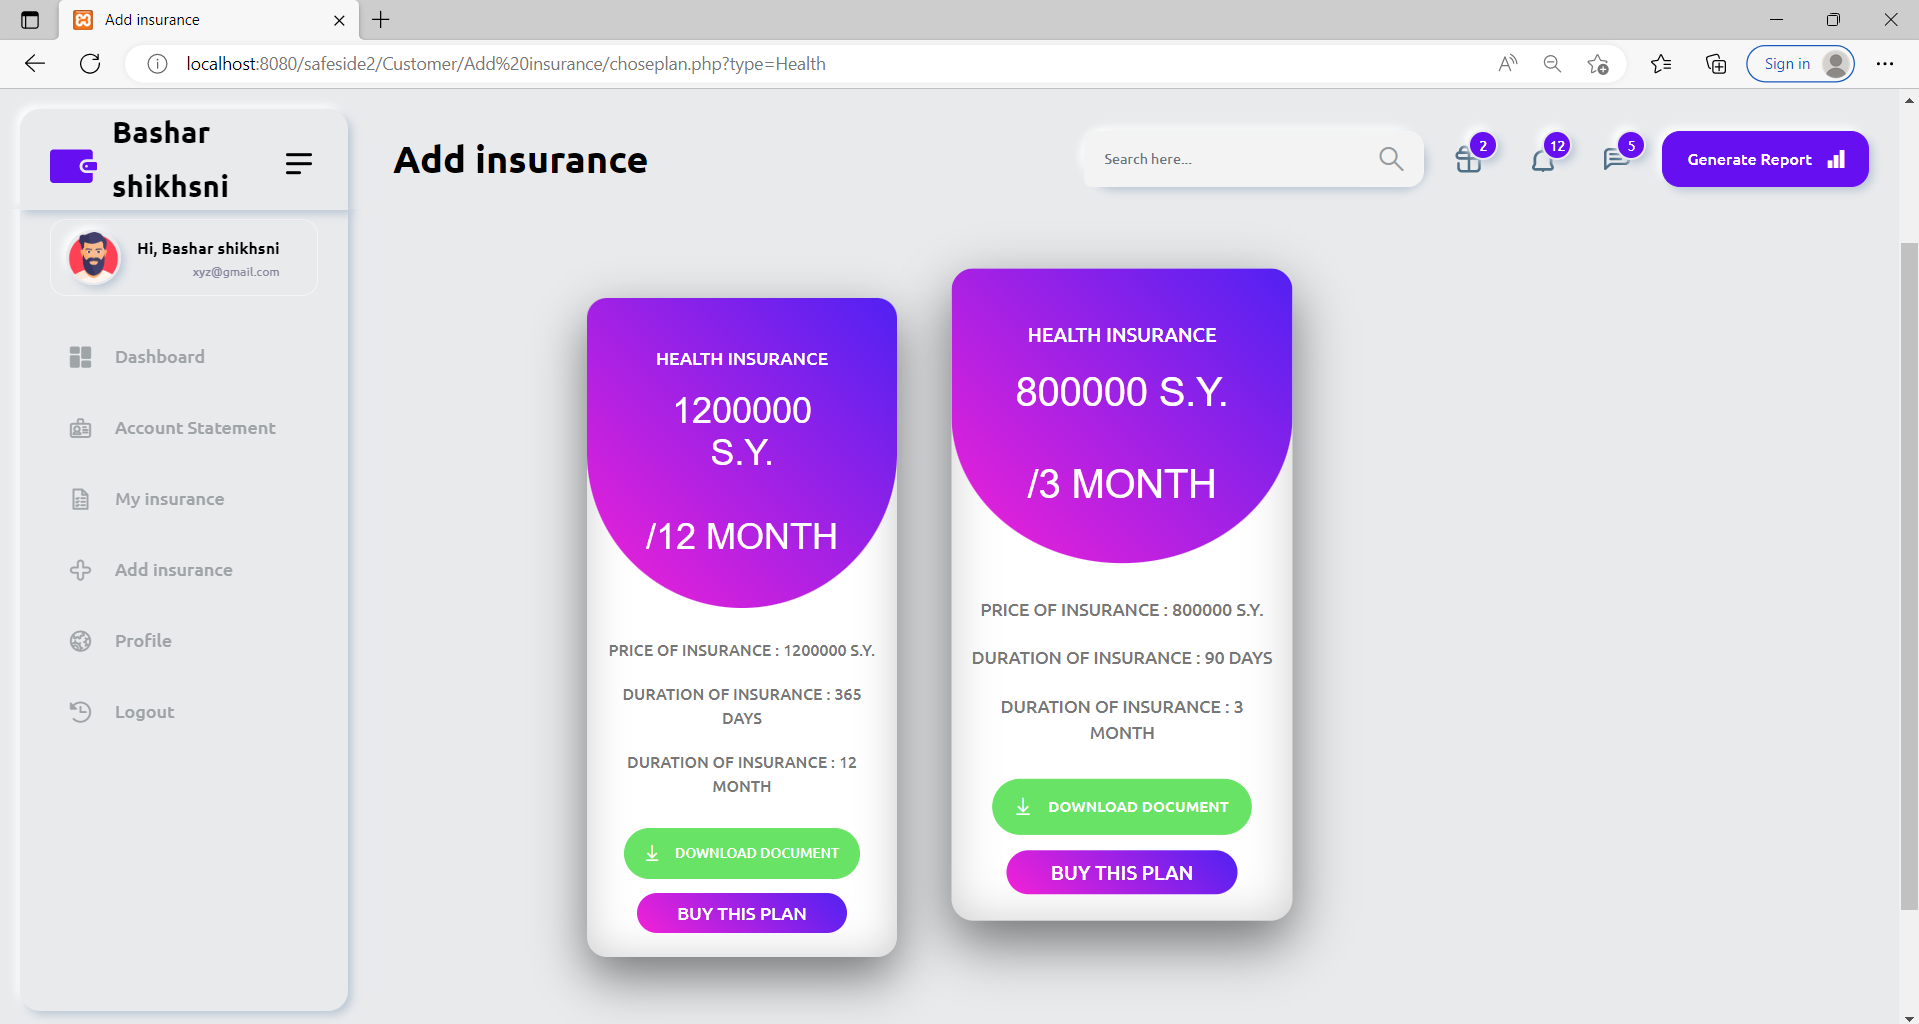 Add insurance
localhost:8080/safeside2/Customer/Add%20insurance/choseplan.php?type=Health
Sign in
Bashar
shikhsni
Hi, Bashar shikhsni
xyz@gmail.com
Dashboard
Account Statement
My insurance
Add insurance
Profile
Logout
Add insurance
Search here...
2
12
5
Generate Report
HEALTH INSURANCE
1200000
S.Y.
/12 MONTH
PRICE OF INSURANCE : 1200000 S.Y.
DURATION OF INSURANCE : 365
DAYS
DURATION OF INSURANCE : 12
MONTH
DOWNLOAD DOCUMENT
BUY THIS PLAN
HEALTH INSURANCE
800000 S.Y.
/3 MONTH
PRICE OF INSURANCE : 800000 S.Y.
DURATION OF INSURANCE : 90 DAYS
DURATION OF INSURANCE : 3
MONTH
DOWNLOAD DOCUMENT
BUY THIS PLAN